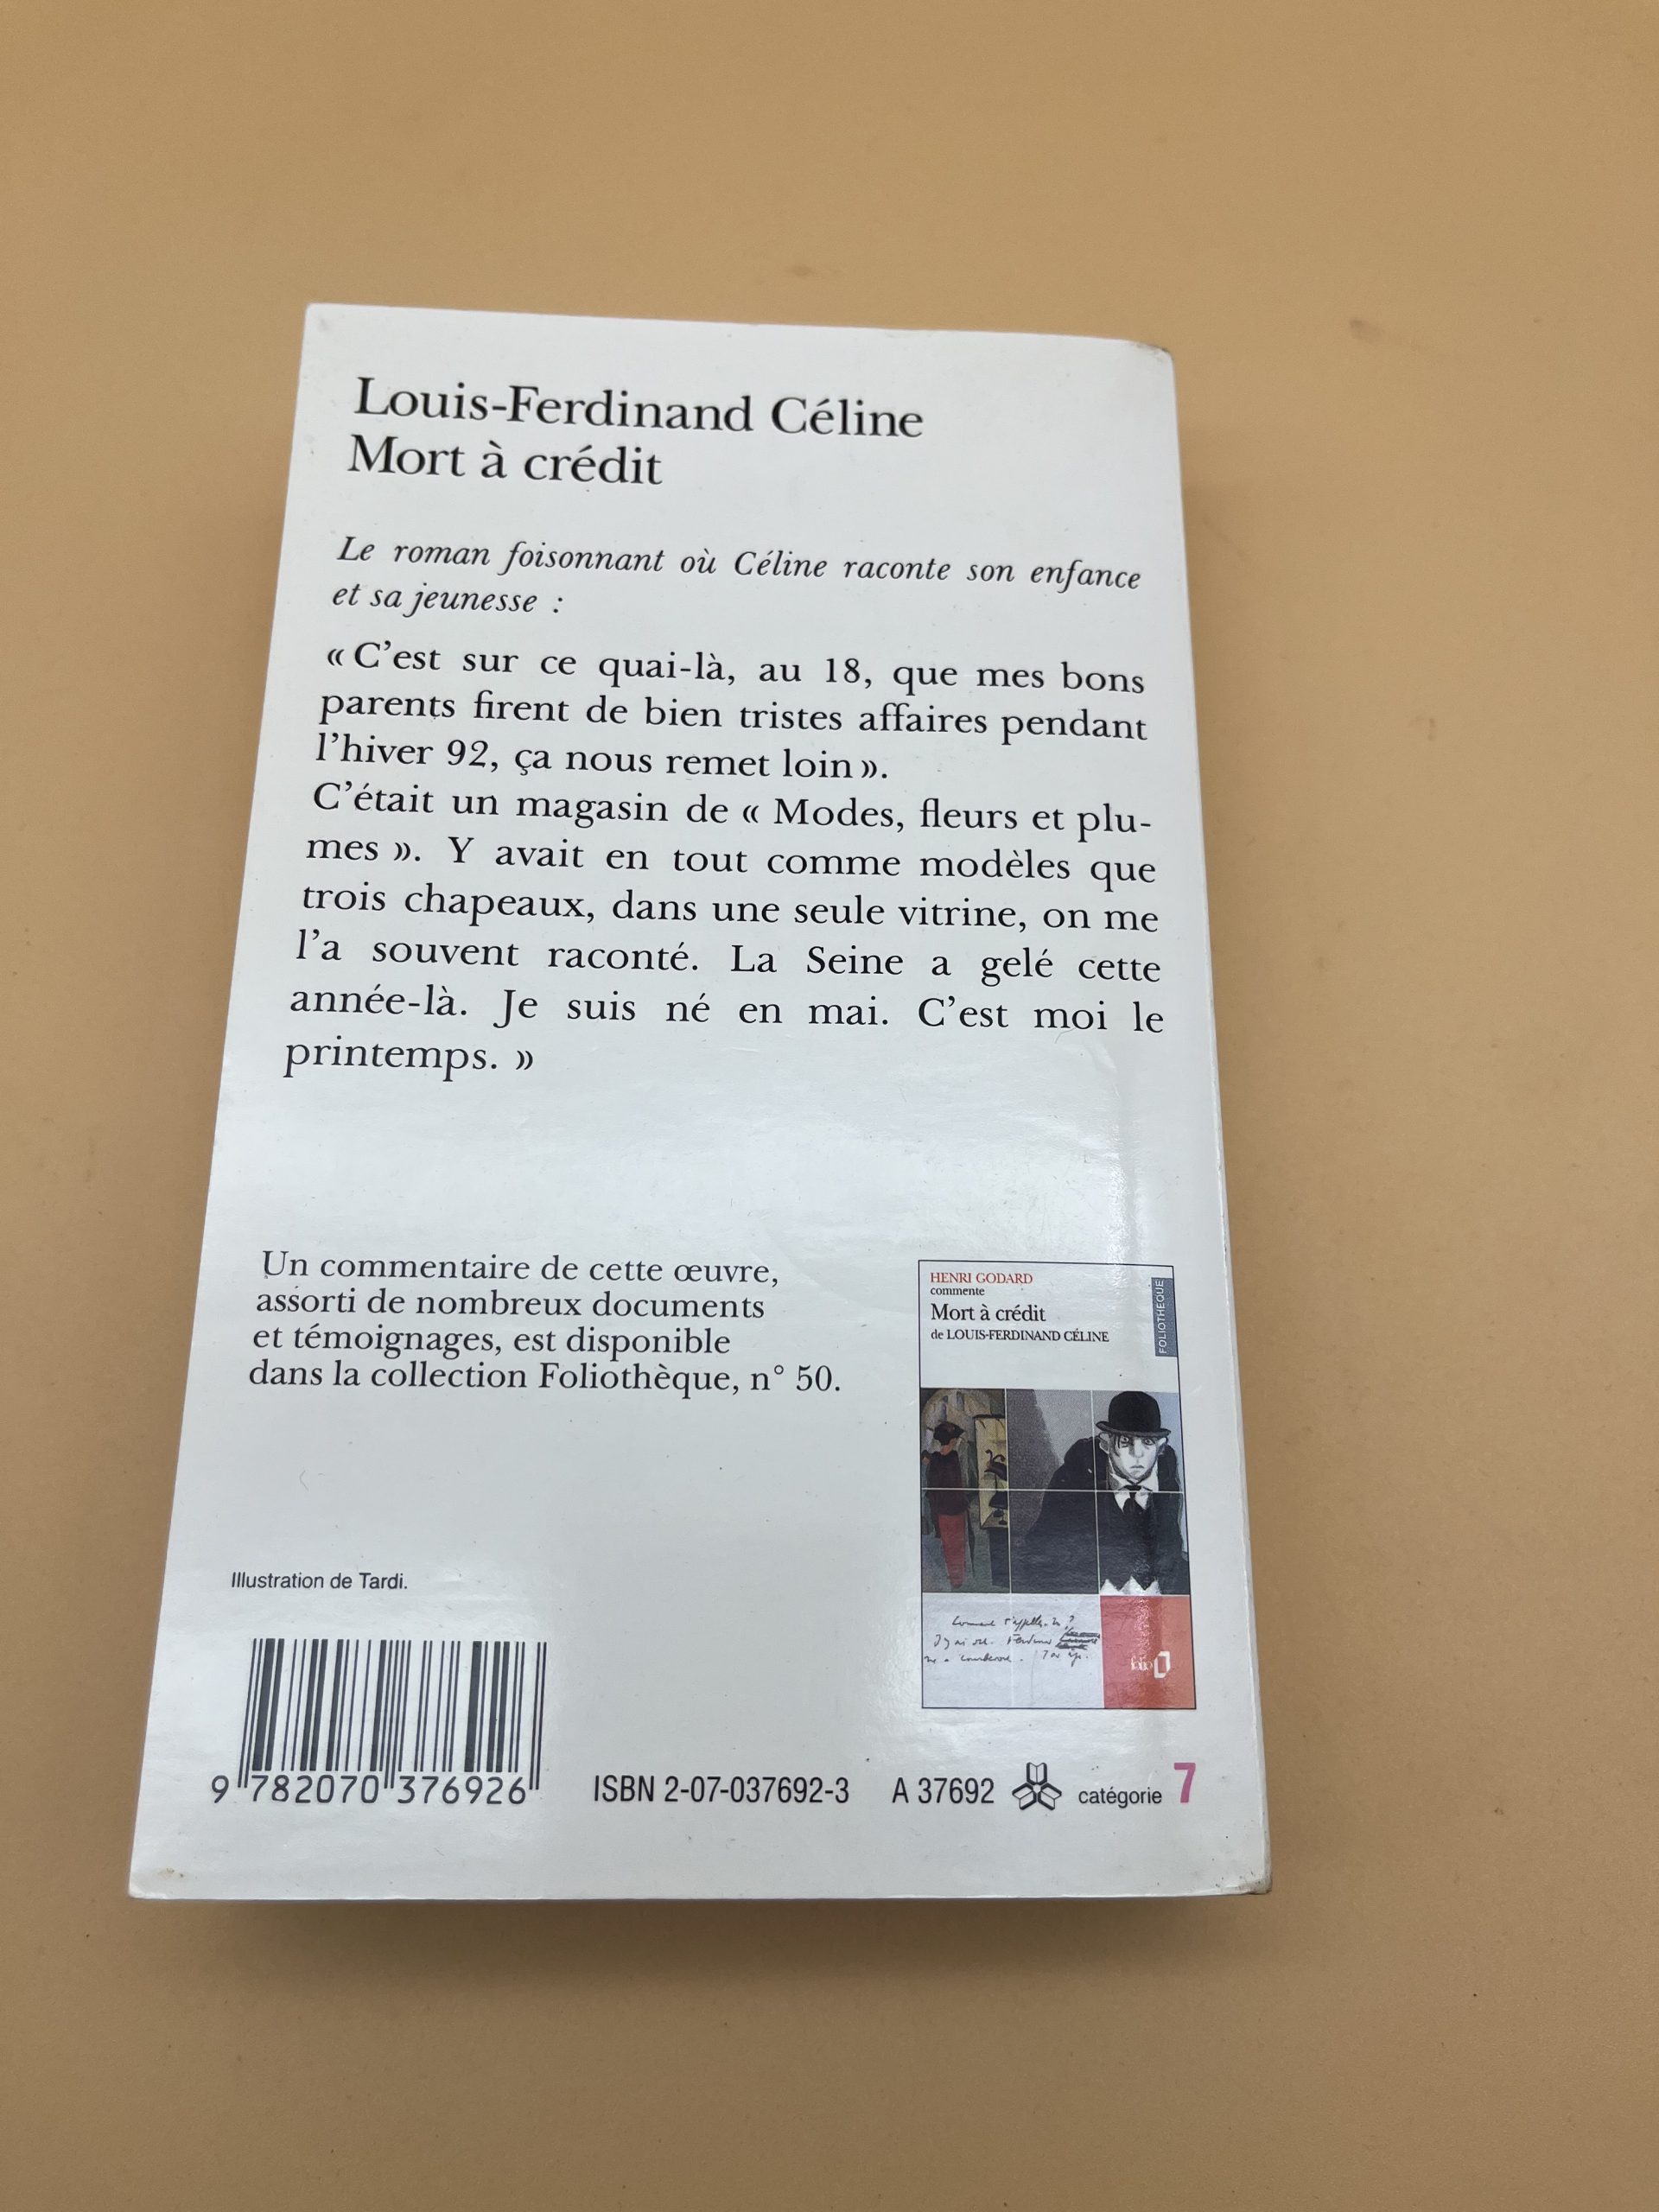 Louis-Ferdinand Céline
Mort à crédit
Le roman foisonnant où Céline raconte son enfance
et sa jeunesse :
« C'est sur ce quai-là, au 18, que mes bons
parents firent de bien tristes affaires pendant
l'hiver 92, ça nous remet loin ».
C'était un magasin de « Modes, fleurs et plu-
mes ». Y avait en tout comme modèles que
trois chapeaux, dans une seule vitrine, on me
l'a souvent raconté. La Seine a gelé cette
année-là. Je suis né en mai. C'est moi le
printemps. »
Un commentaire de cette œuvre,
assorti de nombreux documents
et témoignages, est disponible
dans la collection Foliothèque, n° 50.
HENRI GODARD
commente
Mort à crédit
de LOUIS-FERDINAND CÉLINE
FOLIOTHÈQUE
folio
Illustration de Tardi.
9 782070 376926
ISBN 2-07-037692-3 A 37692 catégorie 7